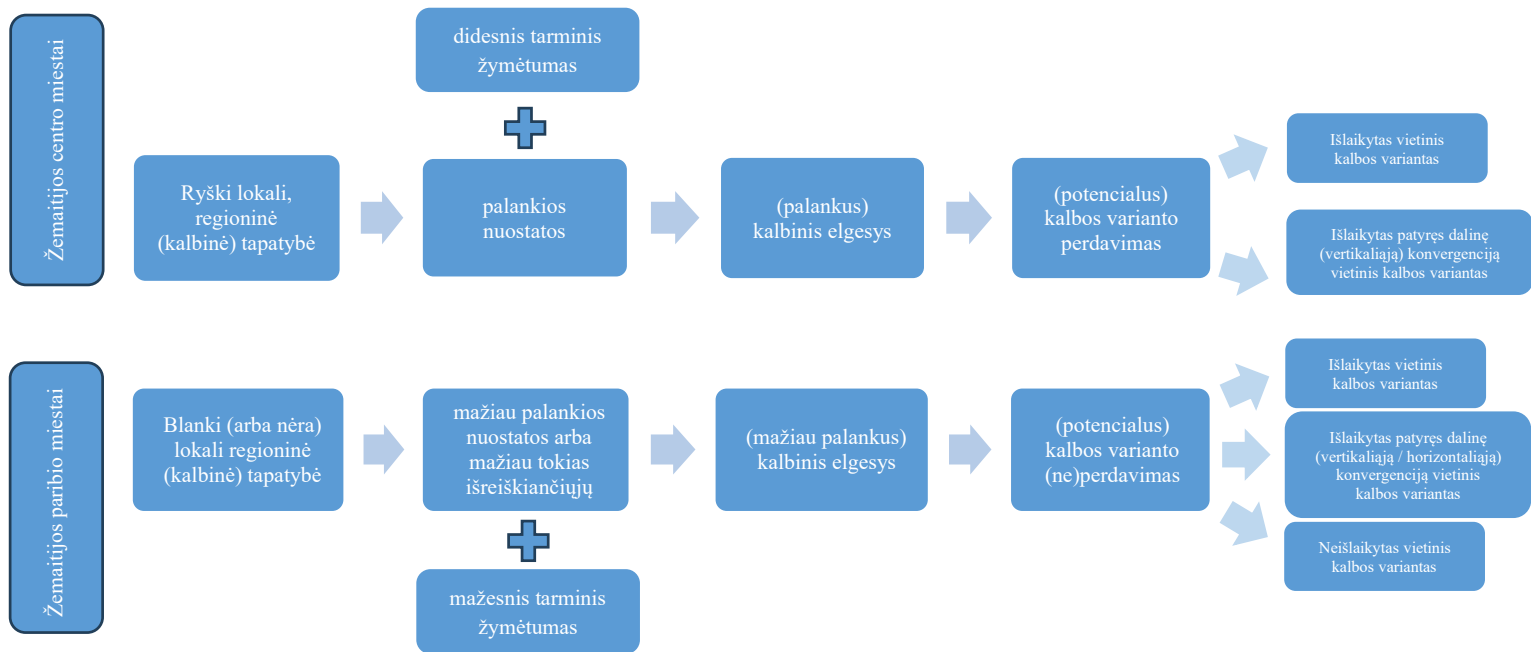 Žemaitijos centro miestai
didesnis tarminis
žymėtumas
Ryški lokali,
regioninė
(kalbinė) tapatybė
palankios
nuostatos
(palankus)
kalbinis elgesys
(potencialus)
kalbos varianto
perdavimas
Išlaikytas vietinis
kalbos variantas
Išlaikytas patyręs dalinę
(vertikaliąją) konvergenciją
vietinis kalbos variantas
Žemaitijos paribio miestai
Blanki (arba nėra)
lokali regioninė
(kalbinė) tapatybė
mažiau palankios
nuostatos arba
mažiau tokias
išreiškiančiųjų
mažesnis tarminis
žymėtumas
(mažiau palankus)
kalbinis elgesys
(potencialus)
kalbos varianto
(ne)perdavimas
Išlaikytas vietinis
kalbos variantas
Išlaikytas patyręs dalinę
(vertikaliąją / horizontaliąją)
konvergenciją vietinis
kalbos variantas
Neišlaikytas vietinis
kalbos variantas